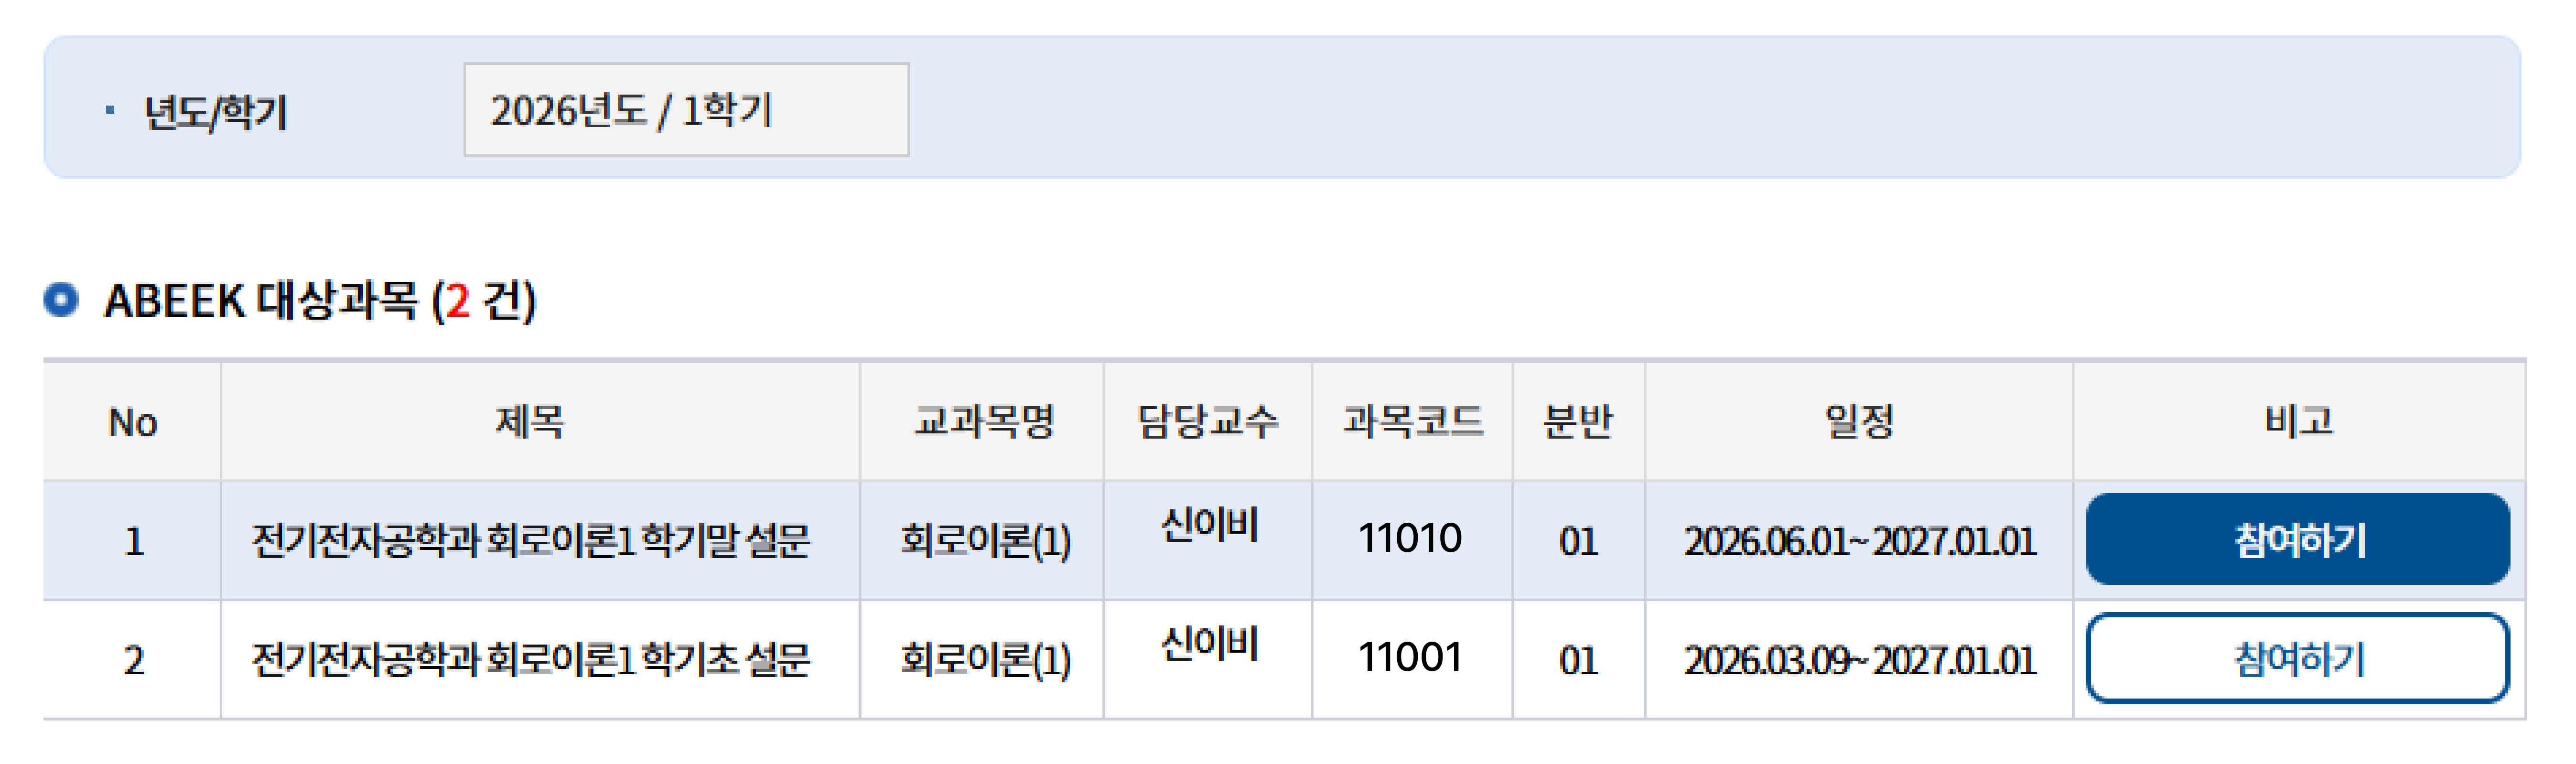 년도/학기 2026년도 / 1학기
ABEEK 대상과목 (2 건)
No 제목 교과목명 담당교수 과목코드 분반 일정 비고
1 전기전자공학과 회로이론1 학기말 설문 회로이론(1) 신이비 11010 01 2026.06.01~ 2027.01.01 참여하기
2 전기전자공학과 회로이론1 학기초 설문 회로이론(1) 신이비 11001 01 2026.03.09~ 2027.01.01 참여하기